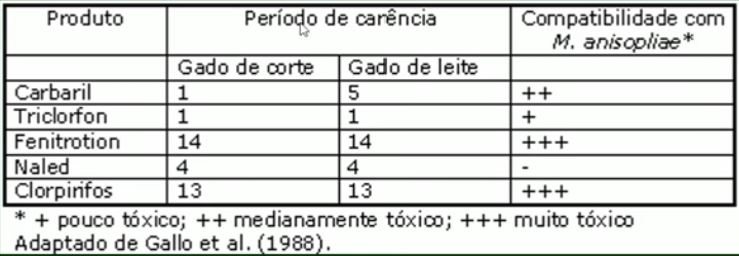 Produto Período de carência Compatibilidade com
M. anisopliae*
Gado de corte Gado de leite
Carbaril 1 5 ++
Triclorfon 1 1 +
Fenitrotion 14 14 +++
Naled 4 4 -
Clorpirifos 13 13 +++
* + pouco tóxico; ++ medianamente tóxico; +++ muito tóxico
Adaptado de Gallo et al. (1988).